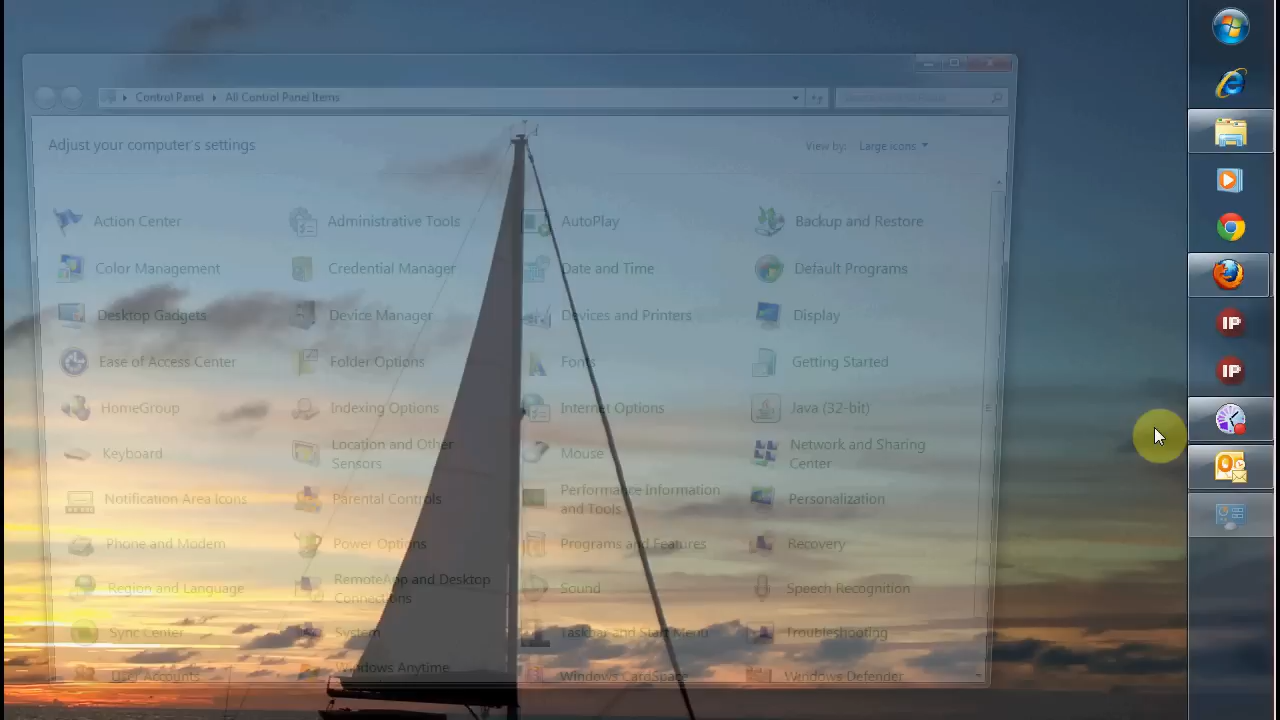 Control Panel
All Control Panel Items
Adjust your computer's settings
View by: Large icons
Action Center
Administrative Tools
AutoPlay
Backup and Restore
Color Management
Credential Manager
Date and Time
Default Programs
Desktop Gadgets
Device Manager
Devices and Printers
Display
Ease of Access Center
Folder Options
Fonts
Getting Started
HomeGroup
Indexing Options
Internet Options
Java (32-bit)
Keyboard
Location and Other
Sensors
Mouse
Network and Sharing
Center
Notification Area Icons
Parental Controls
Performance Information
and Tools
Personalization
Phone and Modem
Power Options
Programs and Features
Recovery
Region and Language
RemoteApp and Desktop
Connections
Sound
Speech Recognition
Sync Center
System
Taskbar and Start Menu
Troubleshooting
User Accounts
Windows Anytime
Windows CardSpace
Windows Defender
IP
IP